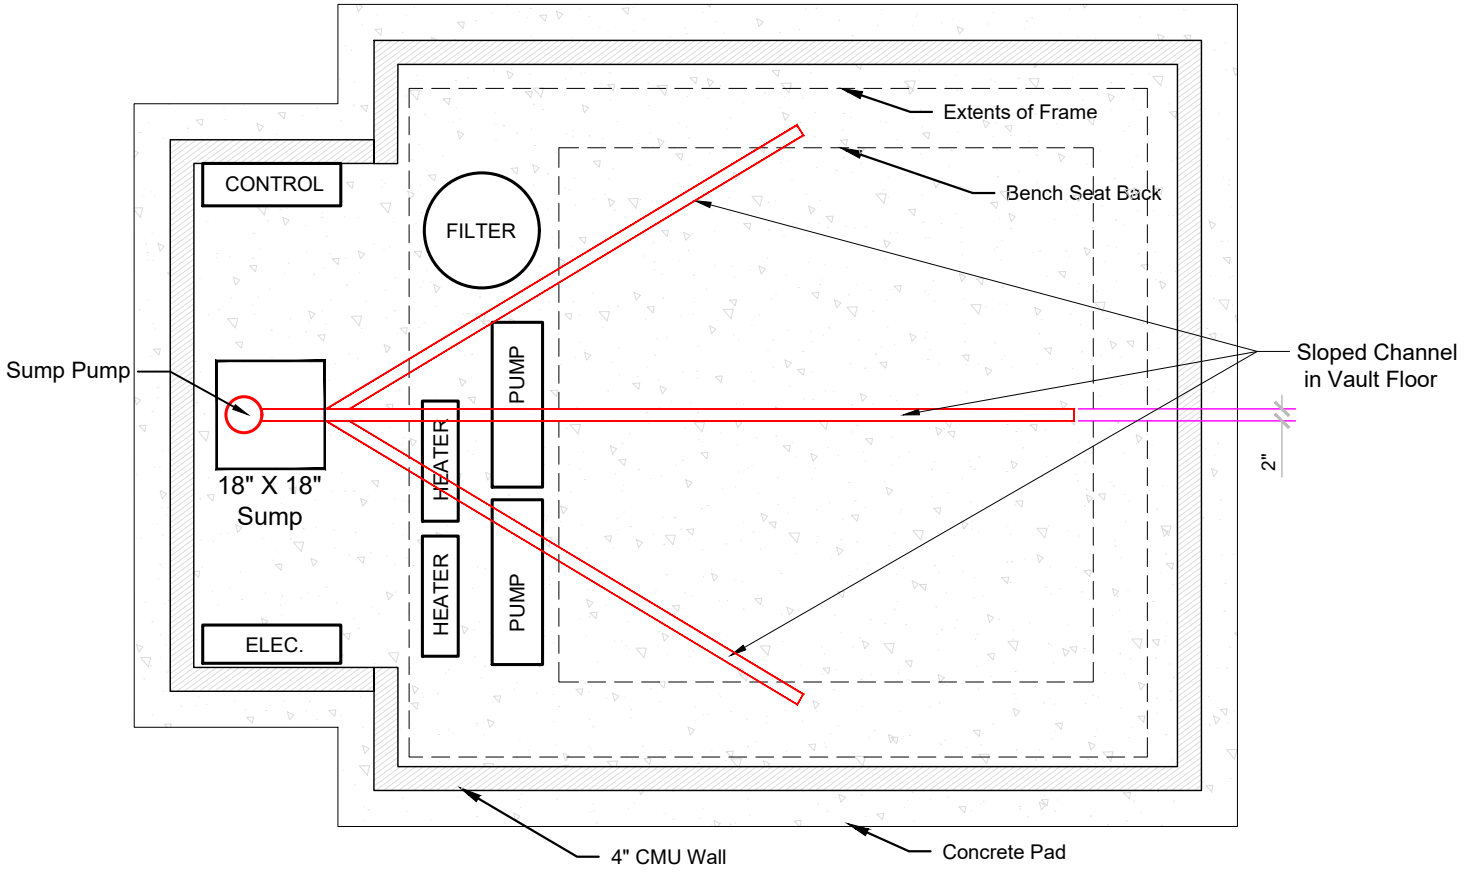 Extents of Frame
CONTROL
Bench Seat Back
FILTER
Sump Pump
PUMP
Sloped Channel
in Vault Floor
HEATER
2"
18" X 18"
Sump
HEATER
PUMP
ELEC.
4" CMU Wall
Concrete Pad